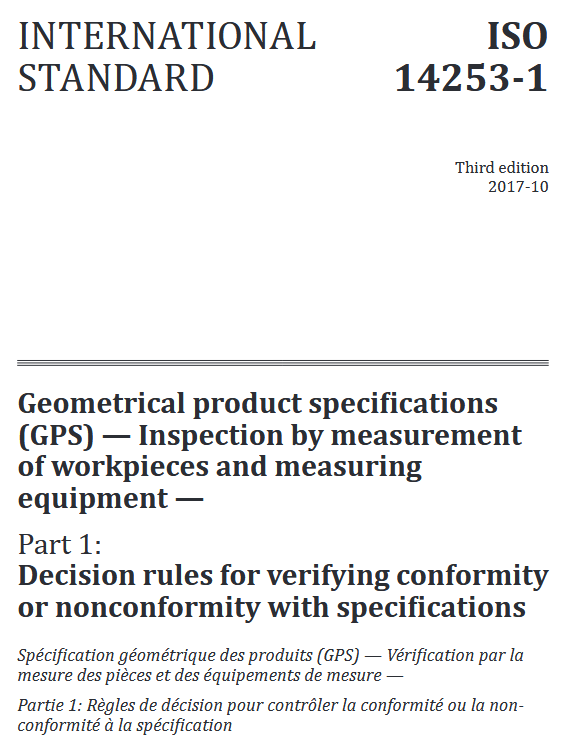 INTERNATIONAL STANDARD
ISO 14253-1
Third edition
2017-10
Geometrical product specifications
(GPS) — Inspection by measurement
of workpieces and measuring
equipment —
Part 1:
Decision rules for verifying conformity
or nonconformity with specifications
Spécification géométrique des produits (GPS) — Vérification par la
mesure des pièces et des équipements de mesure —
Partie 1: Règles de décision pour contrôler la conformité ou la non-
conformité à la spécification